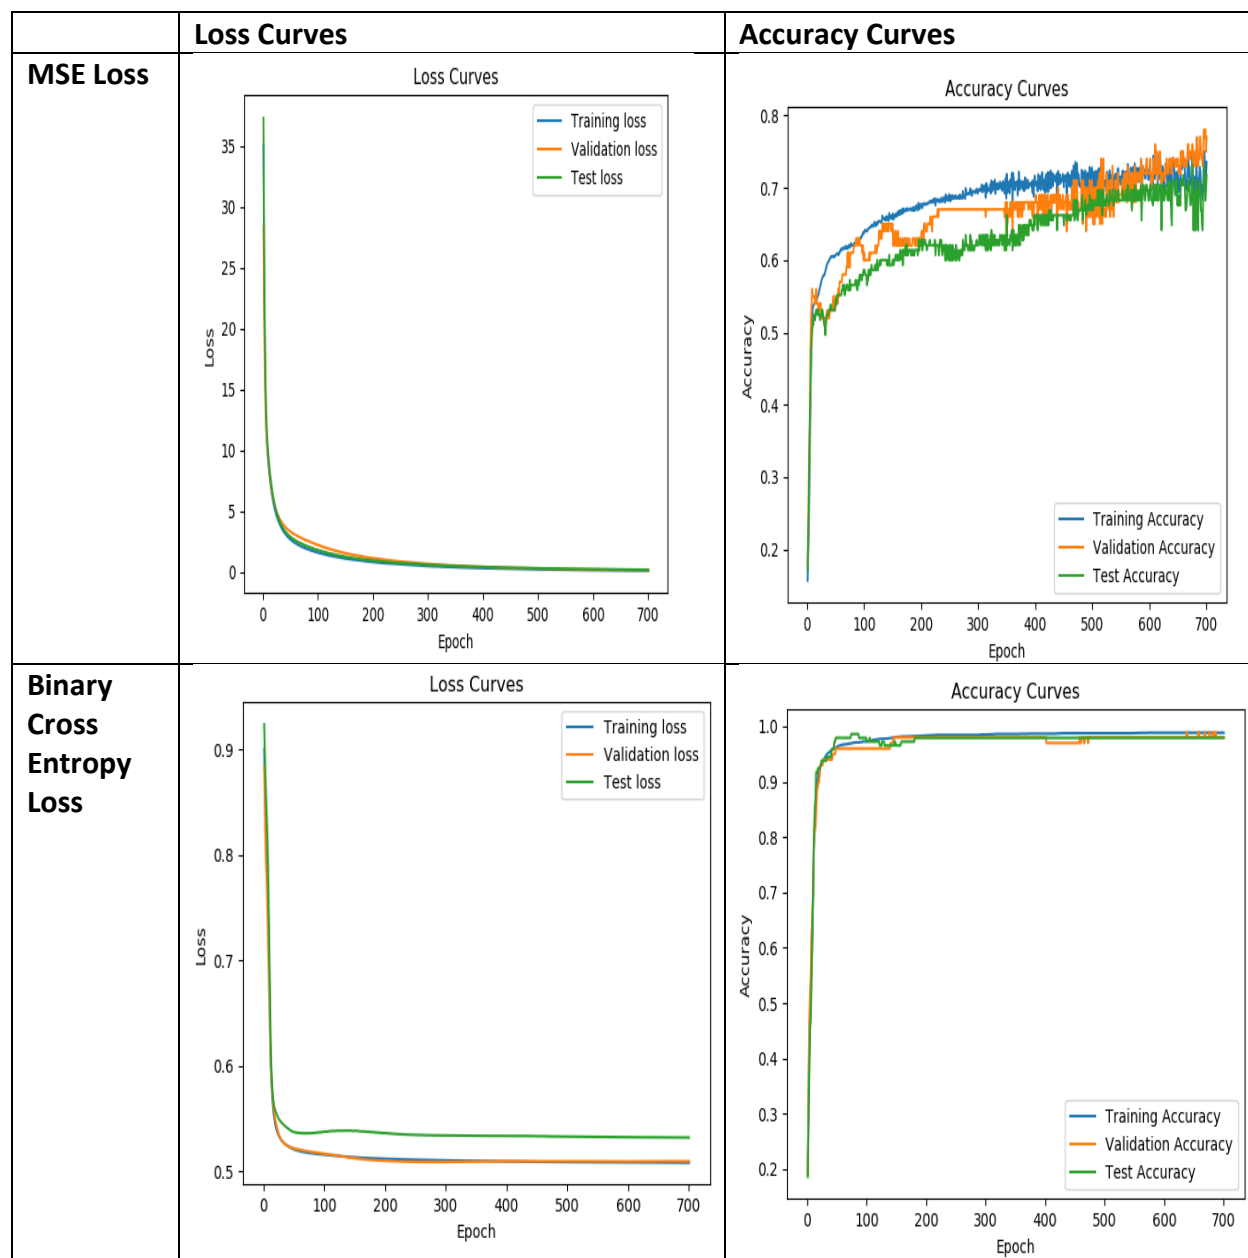 Loss Curves
Accuracy Curves
MSE Loss
Loss Curves
Training loss
Validation loss
Test loss
35
30
25
20
15
10
5
0
Loss
0 100 200 300 400 500 600 700
Epoch
Accuracy Curves
0.8
0.7
0.6
0.5
0.4
0.3
0.2
Accuracy
Training Accuracy
Validation Accuracy
Test Accuracy
0 100 200 300 400 500 600 700
Epoch
Binary
Cross
Entropy
Loss
Loss Curves
Training loss
Validation loss
Test loss
0.9
0.8
0.7
0.6
0.5
Loss
0 100 200 300 400 500 600 700
Epoch
Accuracy Curves
1.0
0.9
0.8
0.7
0.6
0.5
0.4
0.3
0.2
Accuracy
Training Accuracy
Validation Accuracy
Test Accuracy
0 100 200 300 400 500 600 700
Epoch